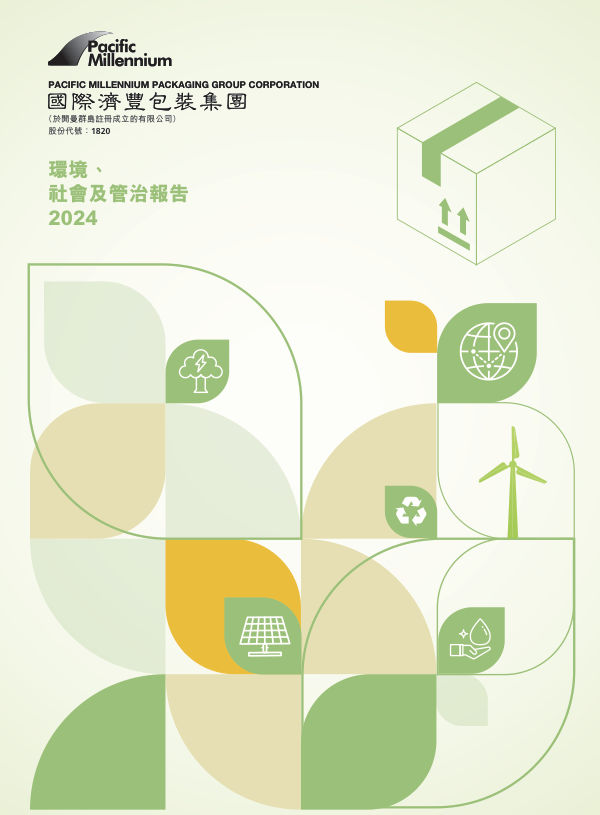 Pacific
Millennium
PACIFIC MILLENNIUM PACKAGING GROUP CORPORATION
國際濟豐包裝集團
(於開曼群島註冊成立的有限公司)
股份代號：1820
環境、
社會及管治報告
2024